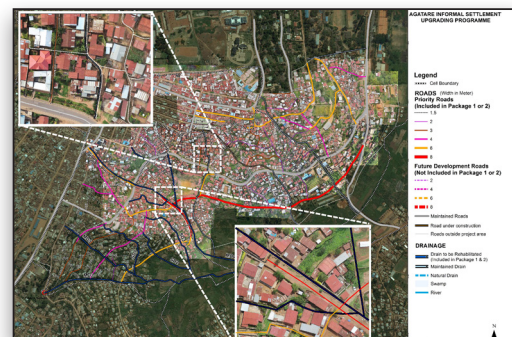 AGATARE INFORMAL SETTLEMENT
UPGRADING PROGRAMME
Legend
Cell Boundary
ROADS (Width in Meter)
Priority Roads
(Included in Package 1 or 2)
1.5
2
3
4
6
8
Future Development Roads
(Not Included in Package 1 or 2)
2
4
6
8
Maintained Roads
Road under construction
Roads outside project area
DRAINAGE
Drain to be Rehabilitated
(Included in Package 1 & 2)
Maintained Drain
Natural Drain
Swamp
River
N